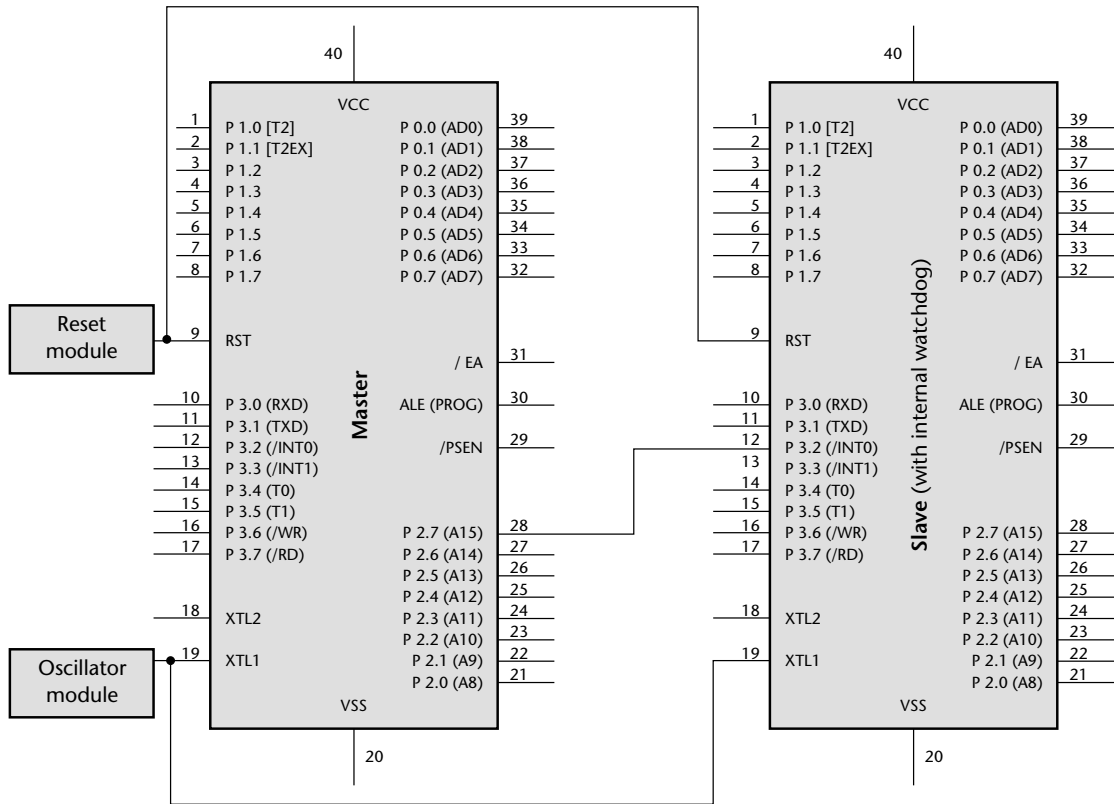 40
VCC
1 P 1.0 [T2] P 0.0 (AD0) 39
2 P 1.1 [T2EX] P 0.1 (AD1) 38
3 P 1.2 P 0.2 (AD2) 37
4 P 1.3 P 0.3 (AD3) 36
5 P 1.4 P 0.4 (AD4) 35
6 P 1.5 P 0.5 (AD5) 34
7 P 1.6 P 0.6 (AD6) 33
8 P 1.7 P 0.7 (AD7) 32
Reset
module
9 RST
/ EA 31
Master
10 P 3.0 (RXD) ALE (PROG) 30
11 P 3.1 (TXD)
12 P 3.2 (/INT0) /PSEN 29
13 P 3.3 (/INT1)
14 P 3.4 (T0)
15 P 3.5 (T1)
16 P 3.6 (/WR) P 2.7 (A15) 28
17 P 3.7 (/RD) P 2.6 (A14) 27
P 2.5 (A13) 26
P 2.4 (A12) 25
18 XTL2 P 2.3 (A11) 24
P 2.2 (A10) 23
Oscillator
module
19 XTL1 P 2.1 (A9) 22
P 2.0 (A8) 21
VSS
20
40
VCC
1 P 1.0 [T2] P 0.0 (AD0) 39
2 P 1.1 [T2EX] P 0.1 (AD1) 38
3 P 1.2 P 0.2 (AD2) 37
4 P 1.3 P 0.3 (AD3) 36
5 P 1.4 P 0.4 (AD4) 35
6 P 1.5 P 0.5 (AD5) 34
7 P 1.6 P 0.6 (AD6) 33
8 P 1.7 P 0.7 (AD7) 32
9 RST
/ EA 31
Slave (with internal watchdog)
10 P 3.0 (RXD) ALE (PROG) 30
11 P 3.1 (TXD)
12 P 3.2 (/INT0) /PSEN 29
13 P 3.3 (/INT1)
14 P 3.4 (T0)
15 P 3.5 (T1)
16 P 3.6 (/WR) P 2.7 (A15) 28
17 P 3.7 (/RD) P 2.6 (A14) 27
P 2.5 (A13) 26
P 2.4 (A12) 25
18 XTL2 P 2.3 (A11) 24
P 2.2 (A10) 23
19 XTL1 P 2.1 (A9) 22
P 2.0 (A8) 21
VSS
20